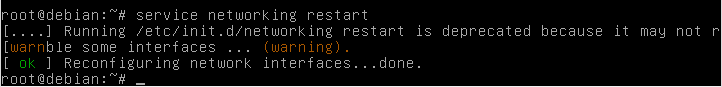 root@debian:~# service networking restart
[....] Running /etc/init.d/networking restart is deprecated because it may not r
[warnble some interfaces ... (warning).
[ ok ] Reconfiguring network interfaces...done.
root@debian:~# _